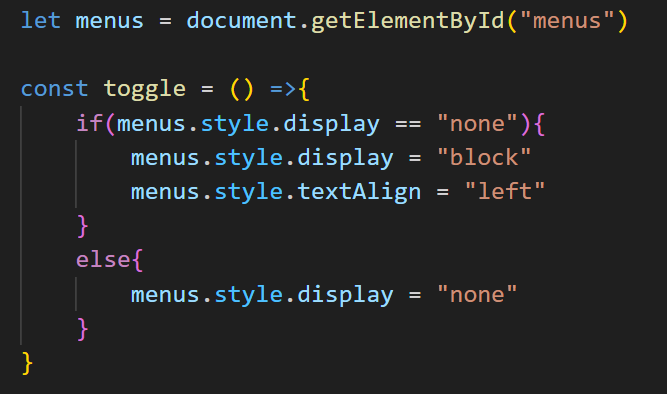 let menus = document.getElementById("menus")
const toggle = () =>{
if(menus.style.display == "none"){
menus.style.display = "block"
menus.style.textAlign = "left"
}
else{
menus.style.display = "none"
}
}